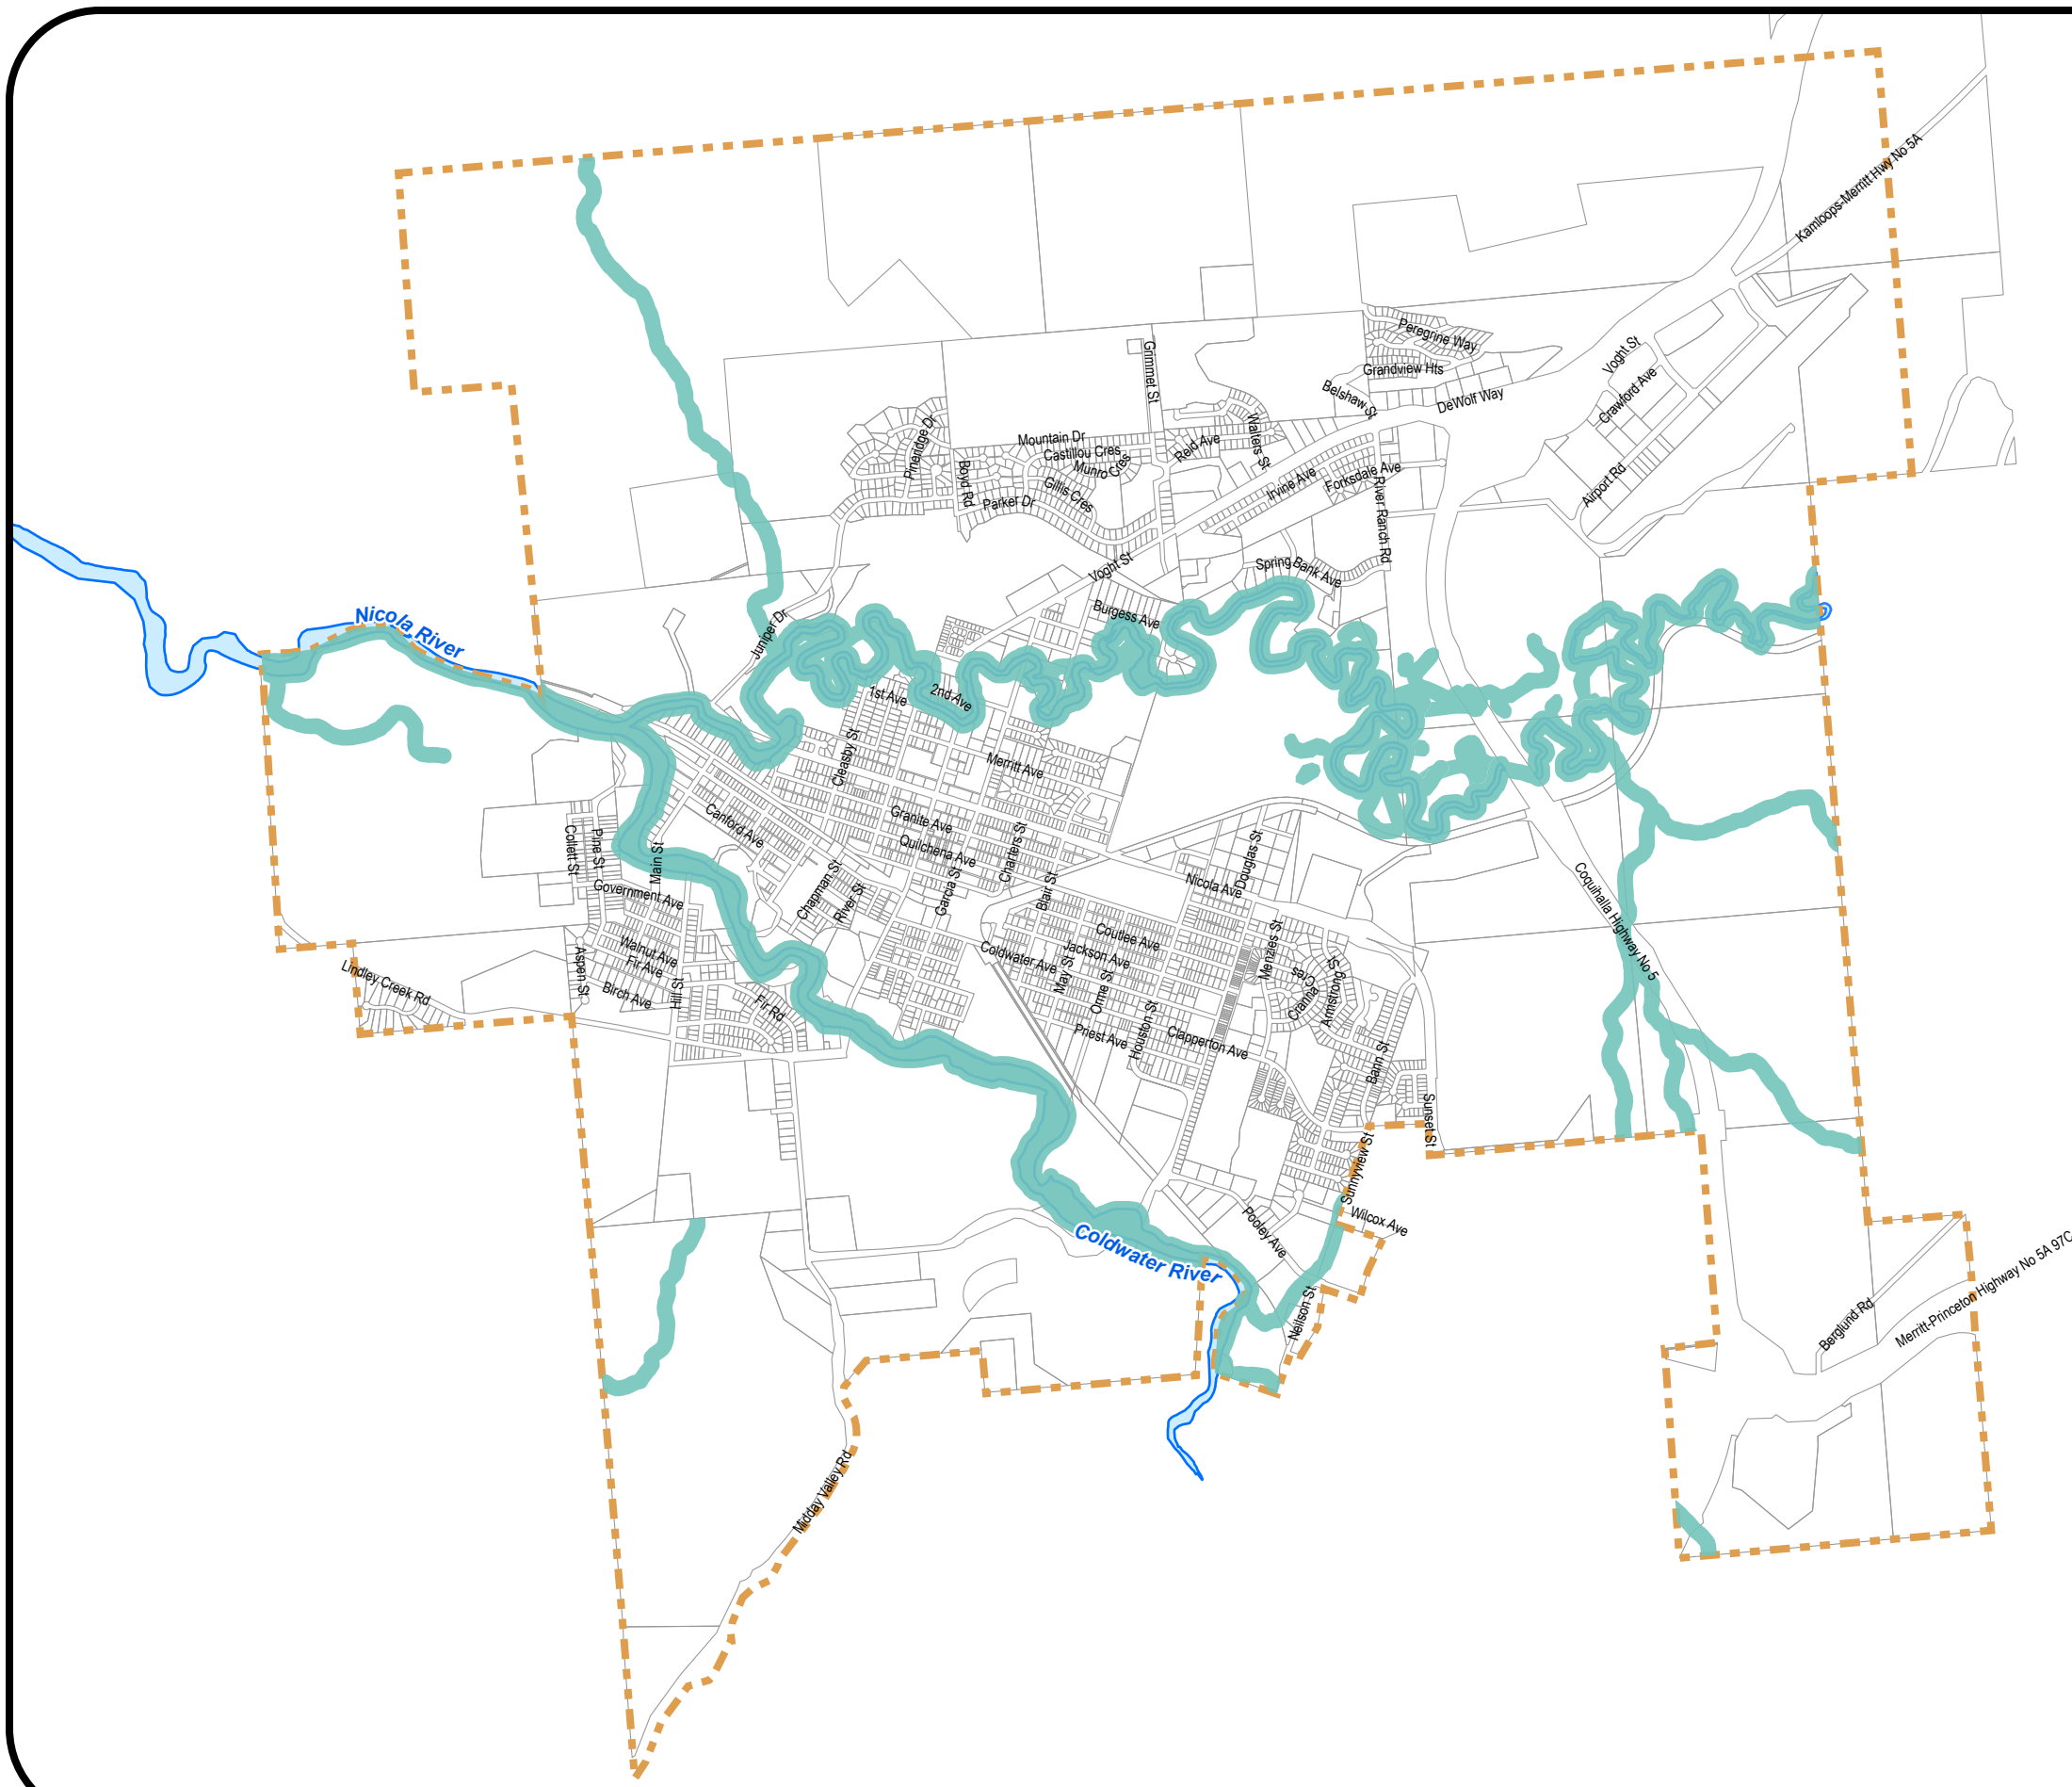 Kamloops-Merritt Hwy No 5A
Peregrine Way
Voght St
Grandview Hts
Grimmet St
Belshaw St
DeWolf Way
Crawford Ave
Pineridge Dr
Mountain Dr
Castillou Cres
Munro Cres
Reid Ave
Walters St
Boyd Rd
Gillis Cres
Parker Dr
Irvine Ave
Forksdale Ave
River Ranch Rd
Airport Rd
Voght St
Spring Bank Ave
Nicola River
Juniper Dr
Burgess Ave
1st Ave
2nd Ave
Cleasby St
Merritt Ave
Canford Ave
Granite Ave
Quilchena Ave
Charters St
Collett St
Pine St
Main St
Government Ave
Chapman St
River St
Garcia St
Blair St
Nicola Ave
Douglas St
Coquihalla Highway No 5
Walnut Ave
Fir Ave
Birch Ave
Aspen St
Hill St
Fir Rd
Lindley Creek Rd
Coldwater Ave
Coutlee Ave
Jackson Ave
May St
Orme St
Houston St
Priest Ave
Clapperton Ave
Menzies St
Cranna Cres
Armstrong St
Bann St
Sunset St
Sunnyview St
Wilcox Ave
Pooley Ave
Coldwater River
Neilson St
Berglund Rd
Merritt-Princeton Highway No 5A 97C
Midday Valley Rd